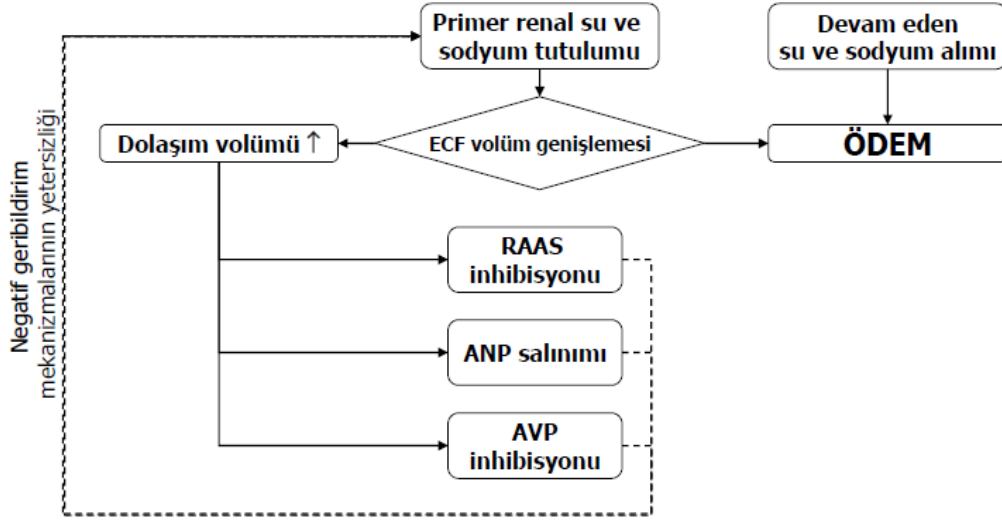 Primer renal su ve
sodyum tutulumu
Devam eden
su ve sodyum alımı
Dolaşım volümü ↑
ECF volüm genişlemesi
ÖDEM
RAAS
inhibisyonu
ANP salınımı
AVP
inhibisyonu
Negatif geribildirim
mekanizmalarının yetersizliği